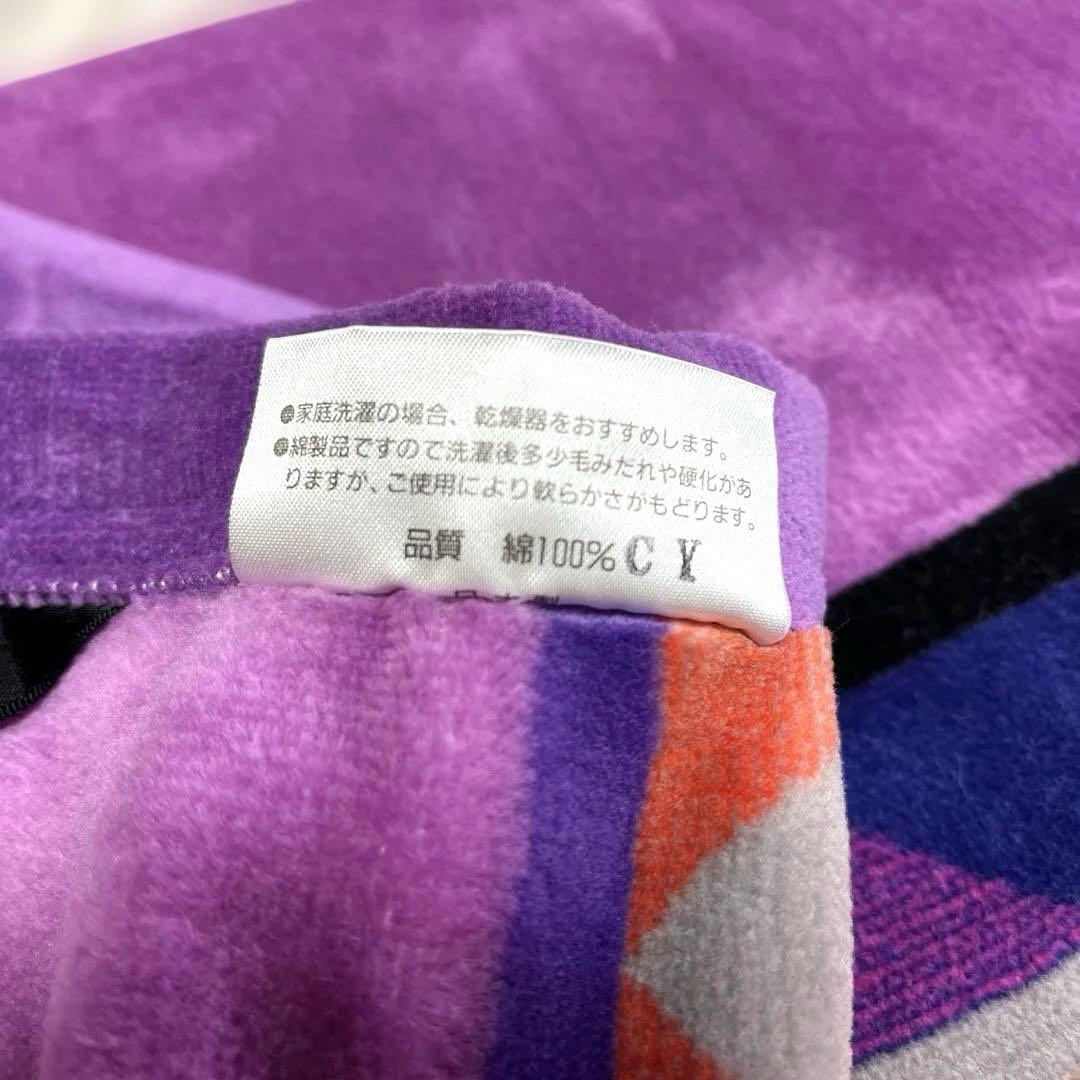 ●家庭洗濯の場合、乾燥器をおすすめします。
●綿製品ですので洗濯後多少毛みだれや硬化があ
りますが、ご使用により軟らかさがもどります。
品質 綿100% C Y